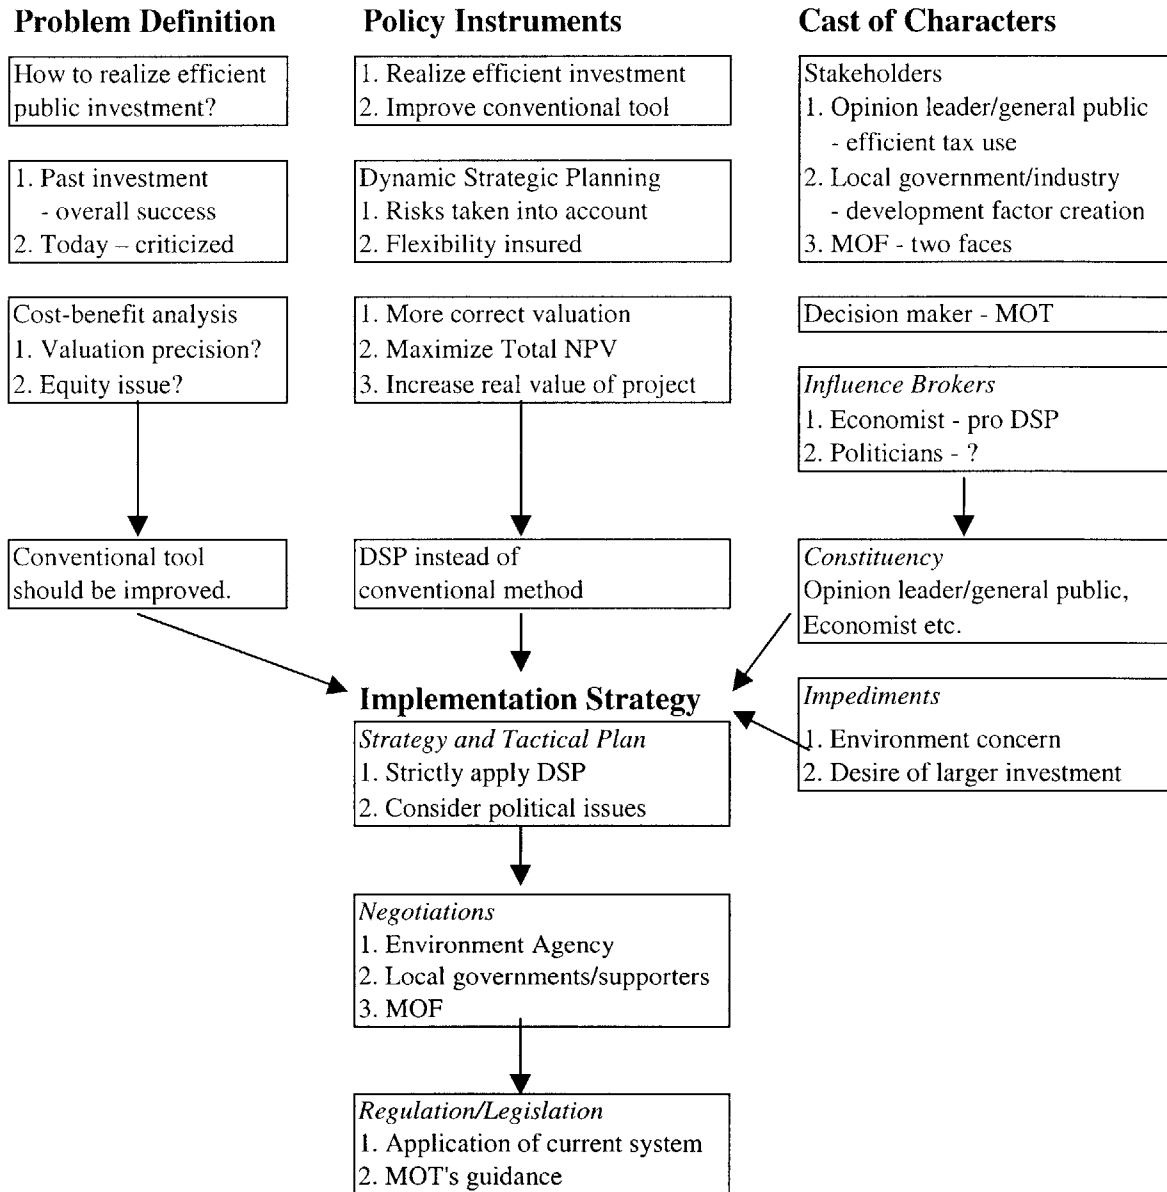 Problem Definition
How to realize efficient
public investment?
1. Past investment
- overall success
2. Today – criticized
Cost-benefit analysis
1. Valuation precision?
2. Equity issue?
Conventional tool
should be improved.
Policy Instruments
1. Realize efficient investment
2. Improve conventional tool
Dynamic Strategic Planning
1. Risks taken into account
2. Flexibility insured
1. More correct valuation
2. Maximize Total NPV
3. Increase real value of project
DSP instead of
conventional method
Cast of Characters
Stakeholders
1. Opinion leader/general public
- efficient tax use
2. Local government/industry
- development factor creation
3. MOF - two faces
Decision maker - MOT
Influence Brokers
1. Economist - pro DSP
2. Politicians - ?
Constituency
Opinion leader/general public,
Economist etc.
Impediments
1. Environment concern
2. Desire of larger investment
Implementation Strategy
Strategy and Tactical Plan
1. Strictly apply DSP
2. Consider political issues
Negotiations
1. Environment Agency
2. Local governments/supporters
3. MOF
Regulation/Legislation
1. Application of current system
2. MOT's guidance